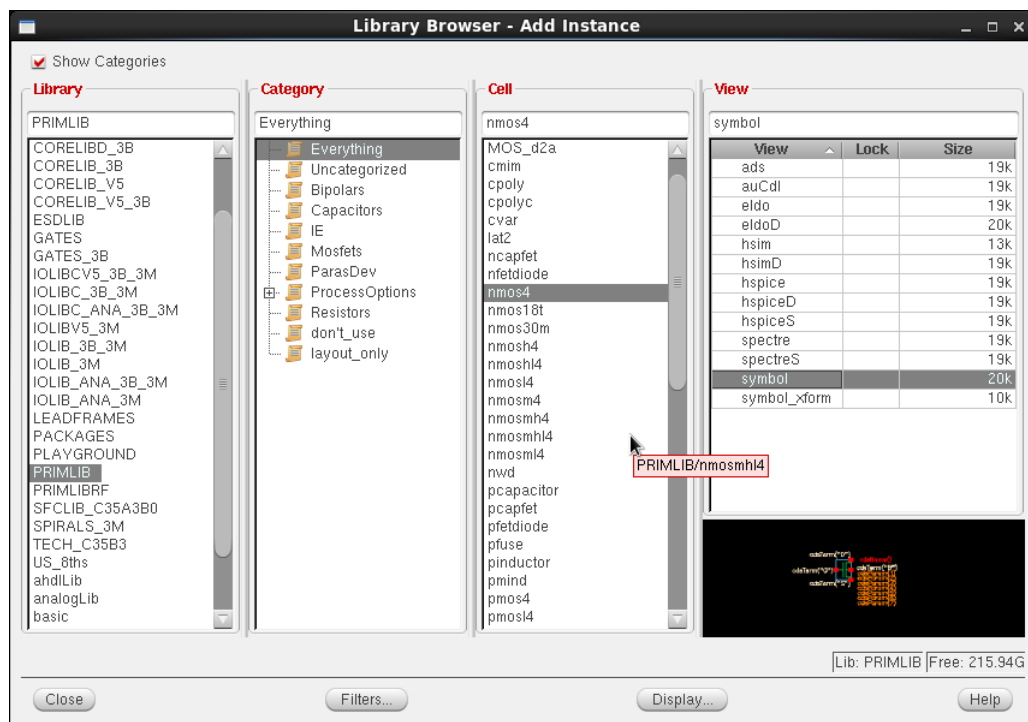 Library Browser - Add Instance
Show Categories
Library
PRIMLIB
CORELIBD_3B
CORELIB_3B
CORELIB_V5
CORELIB_V5_3B
ESDLIB
GATES
GATES_3B
IOLIBCV5_3B_3M
IOLIBC_3B_3M
IOLIBC_ANA_3B_3M
IOLIBV5_3M
IOLIB_3B_3M
IOLIB_3M
IOLIB_ANA_3B_3M
IOLIB_ANA_3M
LEADFRAMES
PACKAGES
PLAYGROUND
PRIMLIB
PRIMLIBRF
SFCLIB_C35A3B0
SPIRALS_3M
TECH_C35B3
US_8ths
ahdlLib
analogLib
basic
Category
Everything
Everything
Uncategorized
Bipolars
Capacitors
IE
Mosfets
ParasDev
ProcessOptions
Resistors
don't_use
layout_only
Cell
nmos4
MOS_d2a
cmim
cpoly
cpolyc
cvar
lat2
ncapfet
nfetdiode
nmos4
nmos18t
nmos30m
nmosh4
nmoshl4
nmosl4
nmosm4
nmosmh4
nmosmhl4
nmosml4
nwd
pcapacitor
pcapfet
pfetdiode
pfuse
pinductor
pmind
pmos4
pmosl4
PRIMLIB/nmosmhl4
View
symbol
View Lock Size
ads 19k
auCdl 19k
eldo 19k
eldoD 20k
hsim 13k
hsimD 19k
hspice 19k
hspiceD 19k
hspiceS 19k
spectre 19k
spectreS 19k
symbol 20k
symbol_xform 10k
cdsTerm("D")
cdsName()
cdsTerm("G") cdsTerm("B")
cdsTerm("S")
Lib: PRIMLIB Free: 215.94G
Close Filters... Display... Help